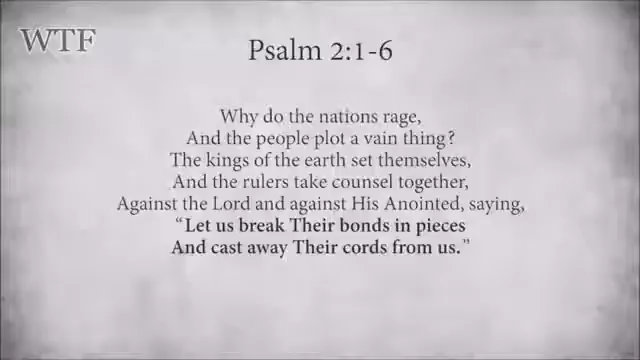 WTF
Psalm 2:1-6
Why do the nations rage,
And the people plot a vain thing?
The kings of the earth set themselves,
And the rulers take counsel together,
Against the Lord and against His Anointed, saying,
“Let us break Their bonds in pieces
And cast away Their cords from us.”